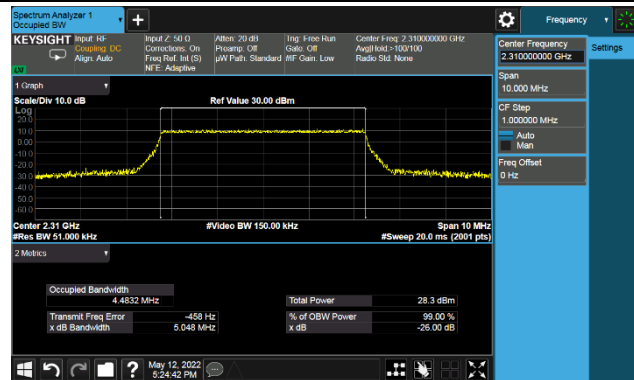 Spectrum Analyzer 1
Occupied BW
Frequency
KEYSIGHT
Input: RF
Coupling: DC
Align: Auto
Input Z: 50 Ω
Corrections: On
Freq Ref: Int (S)
NFE: Adaptive
Atten: 20 dB
Preamp: Off
µW Path: Standard
Trig: Free Run
Gate: Off
#IF Gain: Low
Center Freq: 2.310000000 GHz
Avg|Hold:>100/100
Radio Std: None
Center Frequency
2.310000000 GHz
Settings
Span
10.000 MHz
CF Step
1.000000 MHz
Auto
Man
Freq Offset
0 Hz
1 Graph
Scale/Div 10.0 dB
Ref Value 30.00 dBm
Log
20.0
10.0
0.00
-10.0
-20.0
-30.0
-40.0
-50.0
-60.0
Center 2.31 GHz
#Video BW 150.00 kHz
Span 10 MHz
#Res BW 51.000 kHz
#Sweep 20.0 ms (2001 pts)
2 Metrics
Occupied Bandwidth
4.4832 MHz
Total Power
28.3 dBm
Transmit Freq Error
-458 Hz
% of OBW Power
99.00 %
x dB Bandwidth
5.048 MHz
x dB
-26.00 dB
?
May 12, 2022
5:24:42 PM